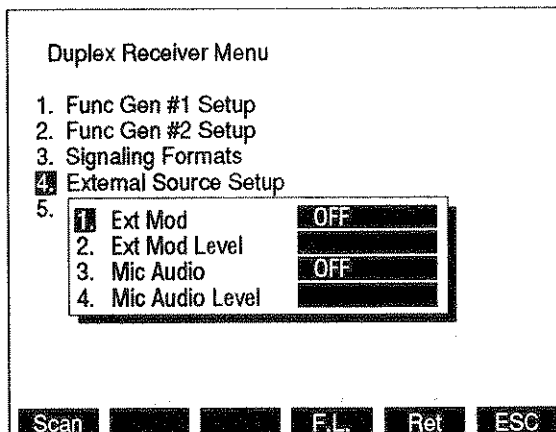 Duplex Receiver Menu
1. Func Gen #1 Setup
2. Func Gen #2 Setup
3. Signaling Formats
4. External Source Setup
5.
1. Ext Mod OFF
2. Ext Mod Level
3. Mic Audio OFF
4. Mic Audio Level
Scan F.L. Ret ESC